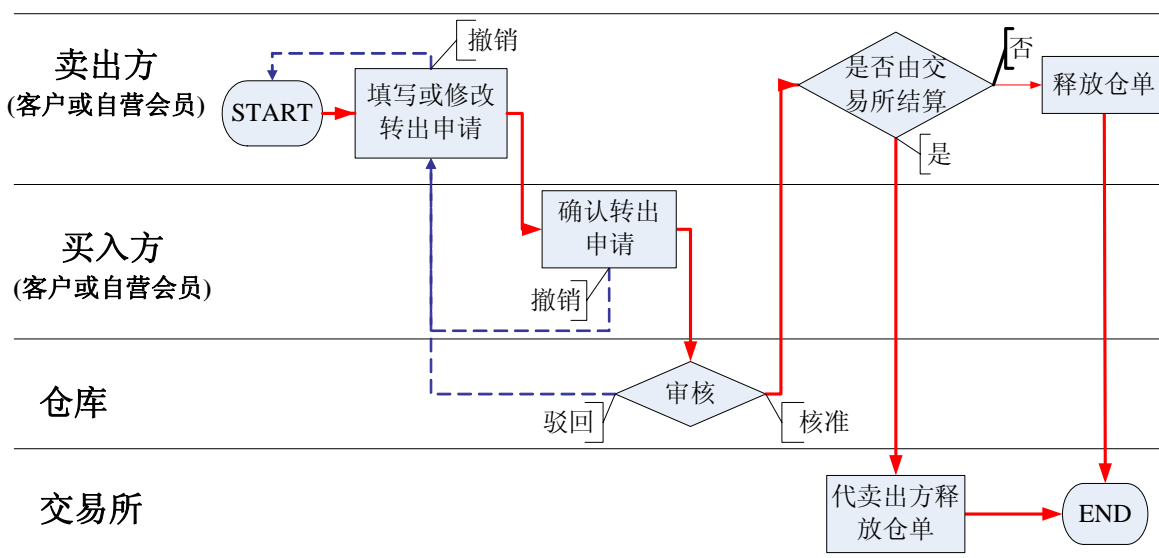 卖出方
(客户或自营会员)
START
撤销
填写或修改
转出申请
是否由交
易所结算
否
释放仓单
是
买入方
(客户或自营会员)
确认转出
申请
撤销
仓库
审核
驳回
核准
交易所
代卖出方释
放仓单
END